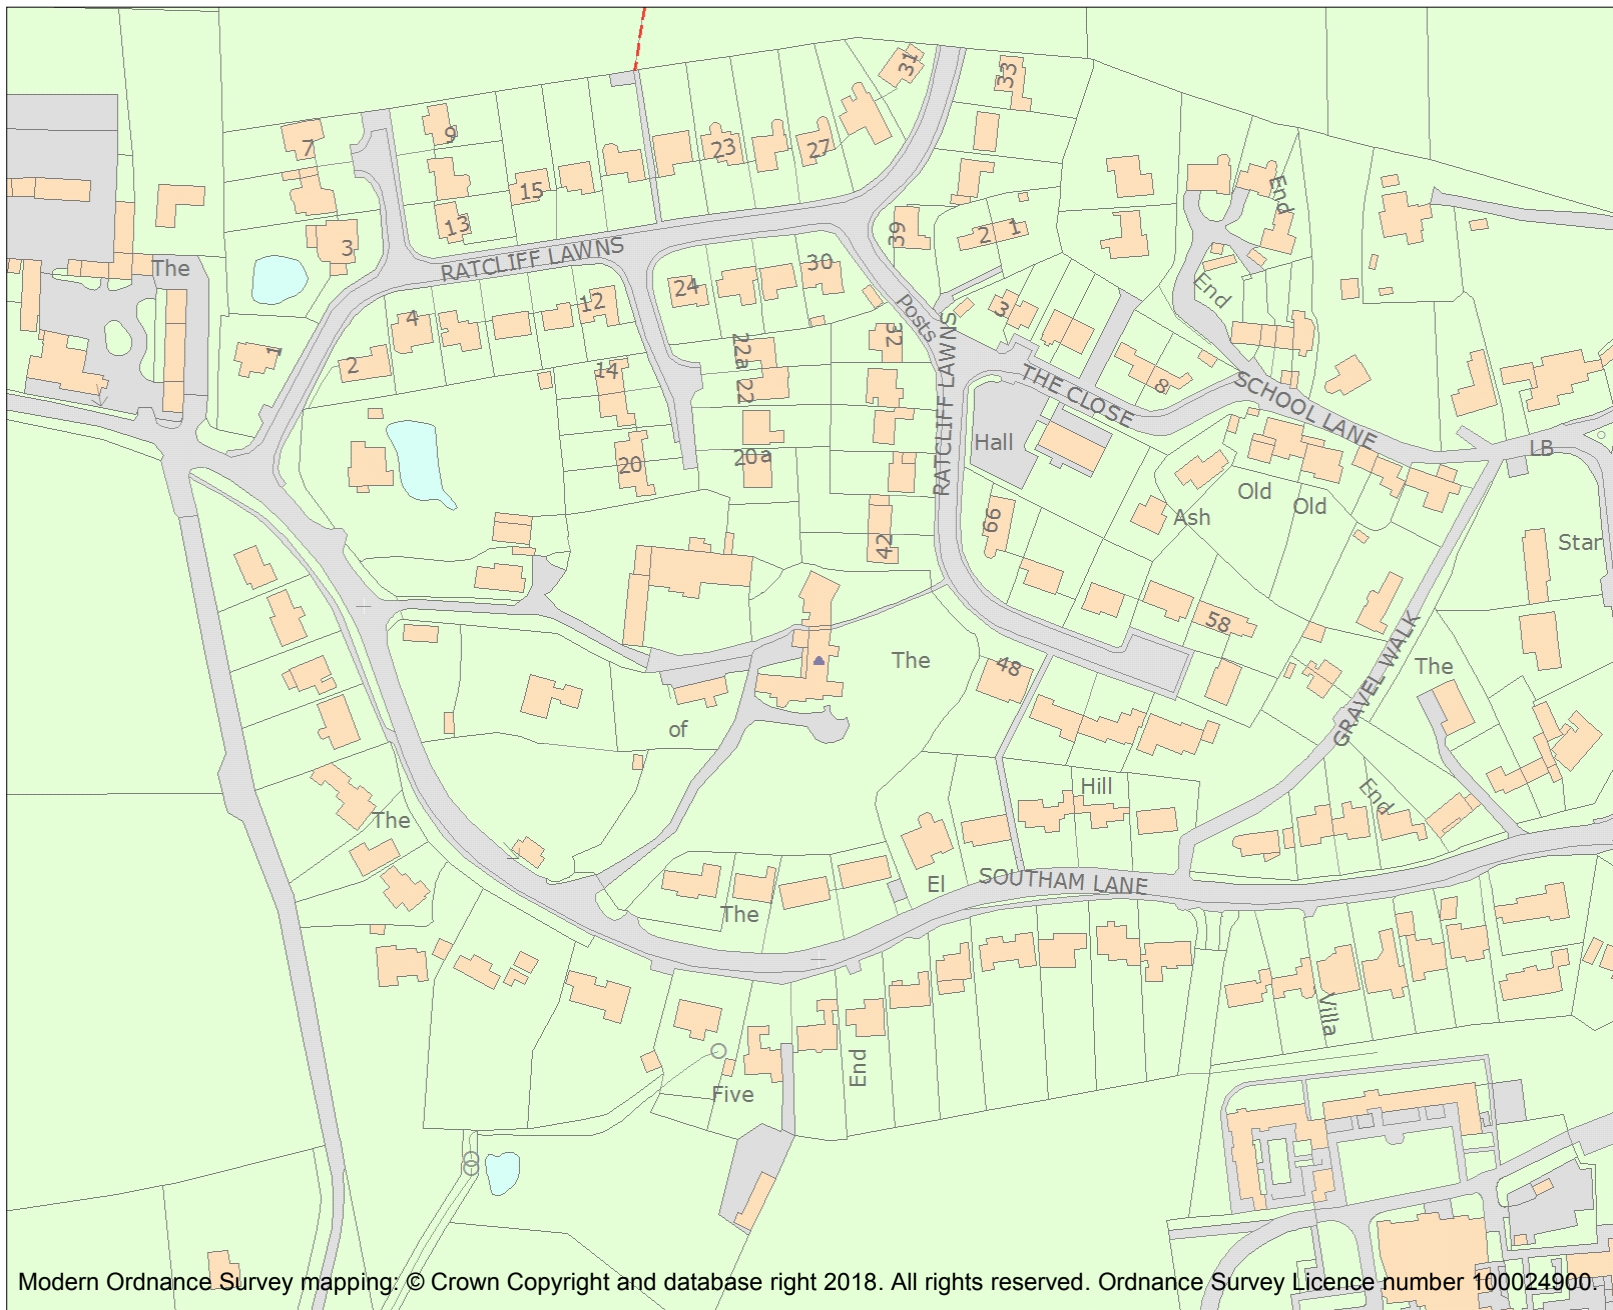 31
33
7
9
23
27
15
End
13
39
2 1
3
RATCLIFF LAWNS
The
30
End
24
12
Posts
3
4
32
RATCLIFF LAWNS
1
2
22a
14
THE CLOSE
8
SCHOOL LANE
22
Hall
LB
20a
20
Old
Old
Ash
66
42
Star
58
GRAVEL WALK
The
48
The
of
Hill
End
The
El
SOUTHAM LANE
The
Villa
End
Five
Modern Ordnance Survey mapping: © Crown Copyright and database right 2018. All rights reserved. Ordnance Survey Licence number 100024900.